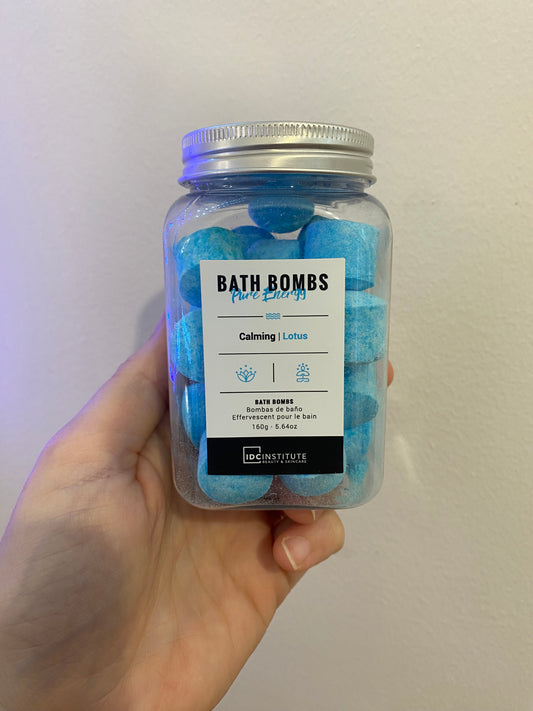 BATH BOMBS
Pure Energy
Calming | Lotus
BATH BOMBS
Bombas de baño
Effervescent pour le bain
160g - 5.64oz
IDC INSTITUTE
BEAUTY & SKINCARE